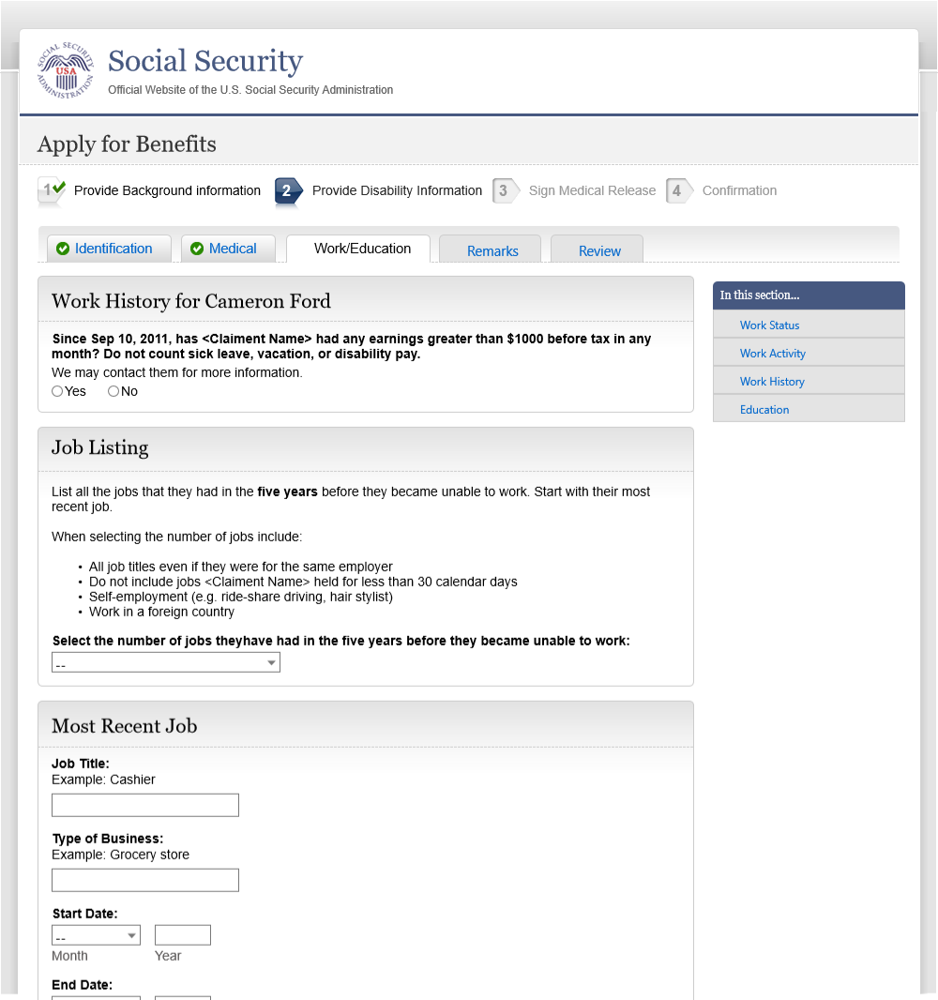 SOCIAL SECURITY ADMINISTRATION
USA
Social Security
Official Website of the U.S. Social Security Administration
Apply for Benefits
1 Provide Background information 2 Provide Disability Information 3 Sign Medical Release 4 Confirmation
Identification Medical Work/Education Remarks Review
Work History for Cameron Ford
Since Sep 10, 2011, has <Claiment Name> had any earnings greater than $1000 before tax in any
month? Do not count sick leave, vacation, or disability pay.
We may contact them for more information.
Yes No
In this section...
Work Status
Work Activity
Work History
Education
Job Listing
List all the jobs that they had in the five years before they became unable to work. Start with their most
recent job.
When selecting the number of jobs include:
• All job titles even if they were for the same employer
• Do not include jobs <Claiment Name> held for less than 30 calendar days
• Self-employment (e.g. ride-share driving, hair stylist)
• Work in a foreign country
Select the number of jobs theyhave had in the five years before they became unable to work:
--
Most Recent Job
Job Title:
Example: Cashier
Type of Business:
Example: Grocery store
Start Date:
--
Month Year
End Date: